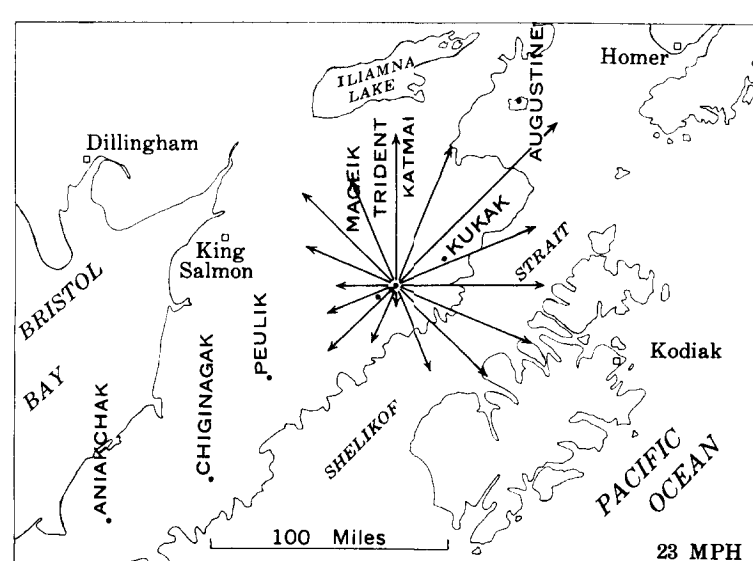 Homer
ILIAMNA
LAKE
AUGUSTINE
Dillingham
MAGEIK
TRIDENT
KATMAI
KUKAK
King
Salmon
STRAIT
BRISTOL
BAY
PEULIK
Kodiak
CHIGINAGAK
ANIAKCHAK
SHELIKOF
PACIFIC
OCEAN
100 Miles
23 MPH